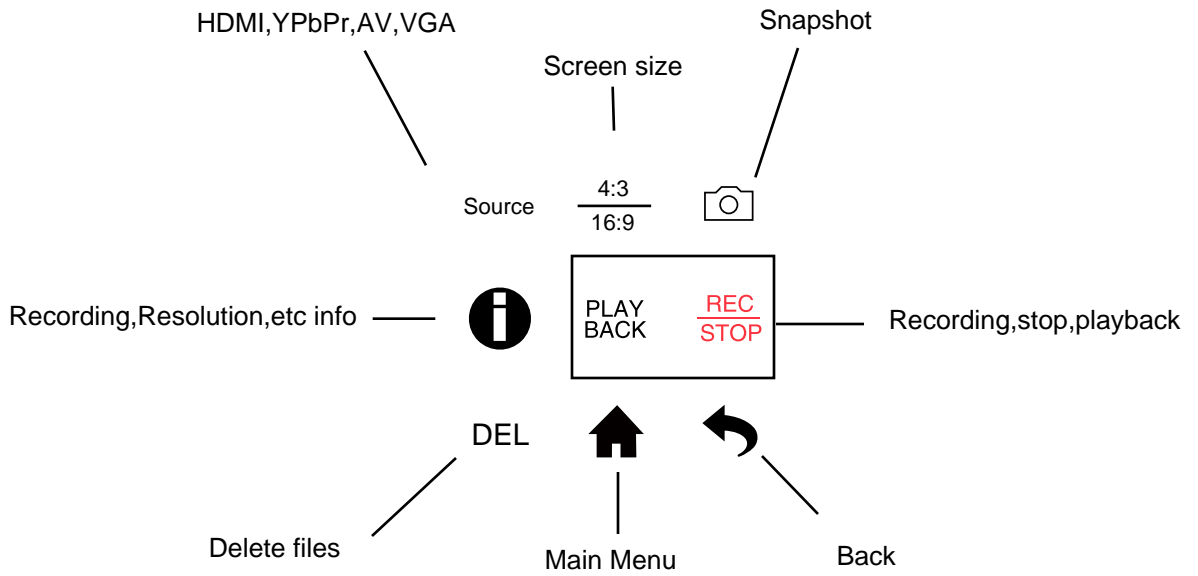 HDMI,YPbPr,AV,VGA
Snapshot
Screen size
Source
4:3
16:9
Recording,Resolution,etc info
PLAY
BACK
REC
STOP
Recording,stop,playback
DEL
Delete files
Main Menu
Back